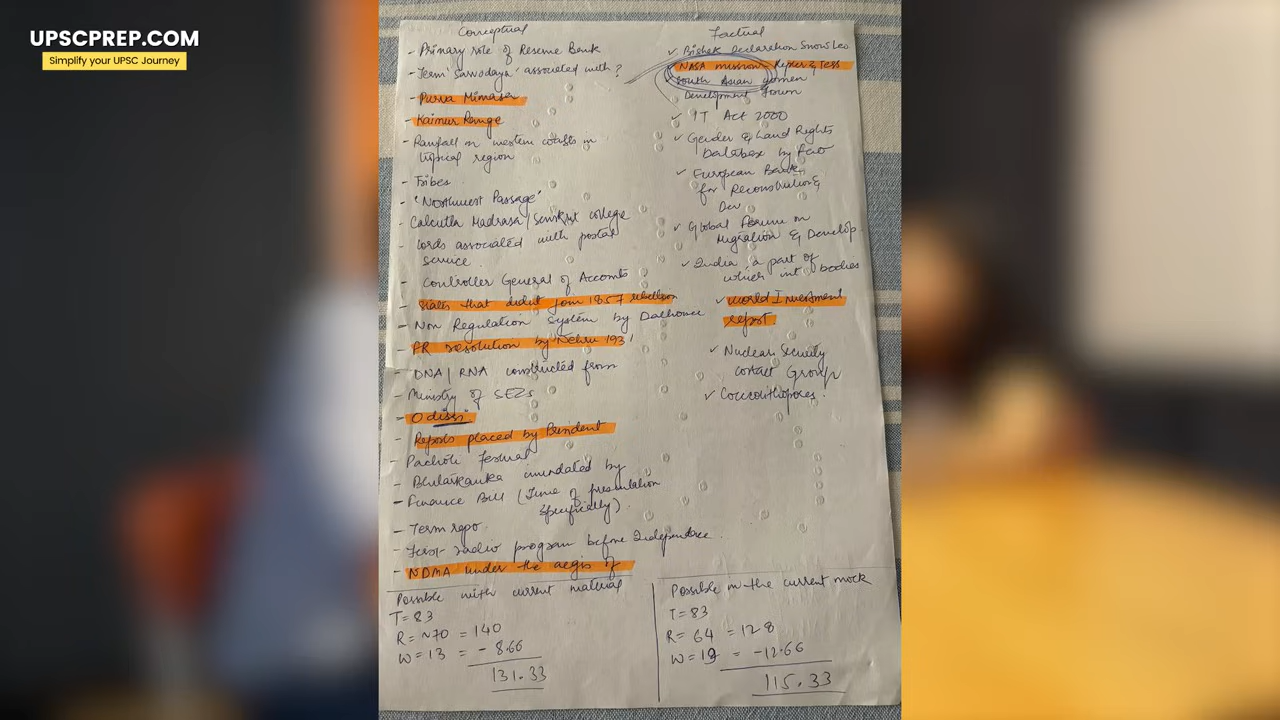 UPSCPREP.COM
Simplify your UPSC Journey
Conceptual
- Primary role of Reserve Bank
- Term 'Sarvodaya' associated with?
- Purva Mimasa
- Kaimur Range
- Rainfall on western coasts in
tropical region
- Tribes
- 'Northwest Passage'
- Calcutta Madrasa / Sanskrit college
- Lords associated with postal
service
- Controller General of Accounts
- States that didn't join 1857 rebellion
- Non Regulation System by Dalhousie
- FR resolution by Nehru 1931
- DNA / RNA constructed from
- Ministry of SEZs
- Odissi
- Reports placed by President
- Festival
- inundated by
- Finance Bill (Time of presentation
specifically)
- Term repo
- First radio program before Independence
- NDMA under the aegis of
Possible with current material
T = 83
R = ~70 = 140
W = 13 = - 8.66
131.33
Factual
✓ Bishek Declaration Snow Leo
NASA mission - Kepler & Tess
✓ South Asian women
Development Forum
✓ IT Act 2000
✓ Gender & Land Rights
Database by FAO
✓ European Bank
for Reconstruction &
Dev
✓ Global Forum on
Migration & Develop
✓ India, a part of
which int bodies
✓ World Investment
report
✓ Nuclear Security
contact Group
✓ Coccolithopores
Possible in the current mock
T = 83
R = 64 = 128
W = 19 = -12.66
115.33